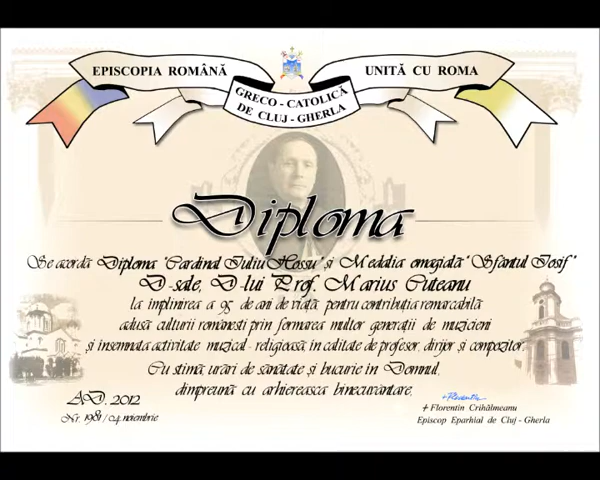 EPISCOPIA ROMÂNĂ
UNITĂ CU ROMA
GRECO - CATOLICĂ
DE CLUJ - GHERLA
Diploma
Se acordă Diploma "Cardinal Iuliu Hossu" și Medalia omagială "Sfântul Iosif"
D-sale, D-lui Prof. Marius Cuteanu
la împlinirea a 95 de ani de viață, pentru contribuția remarcabilă
adusă culturii românești prin formarea multor generații de muzicieni
și însemnata activitate muzical - religioasă, în calitate de profesor, dirijor și compozitor.
Cu stimă, urări de sănătate și bucurie în Domnul,
dimpreună cu arhiereasca binecuvântare,
A.D. 2012
Nr. 1981 / 04 noiembrie
+ Florentin Crihălmeanu
Episcop Eparhial de Cluj - Gherla